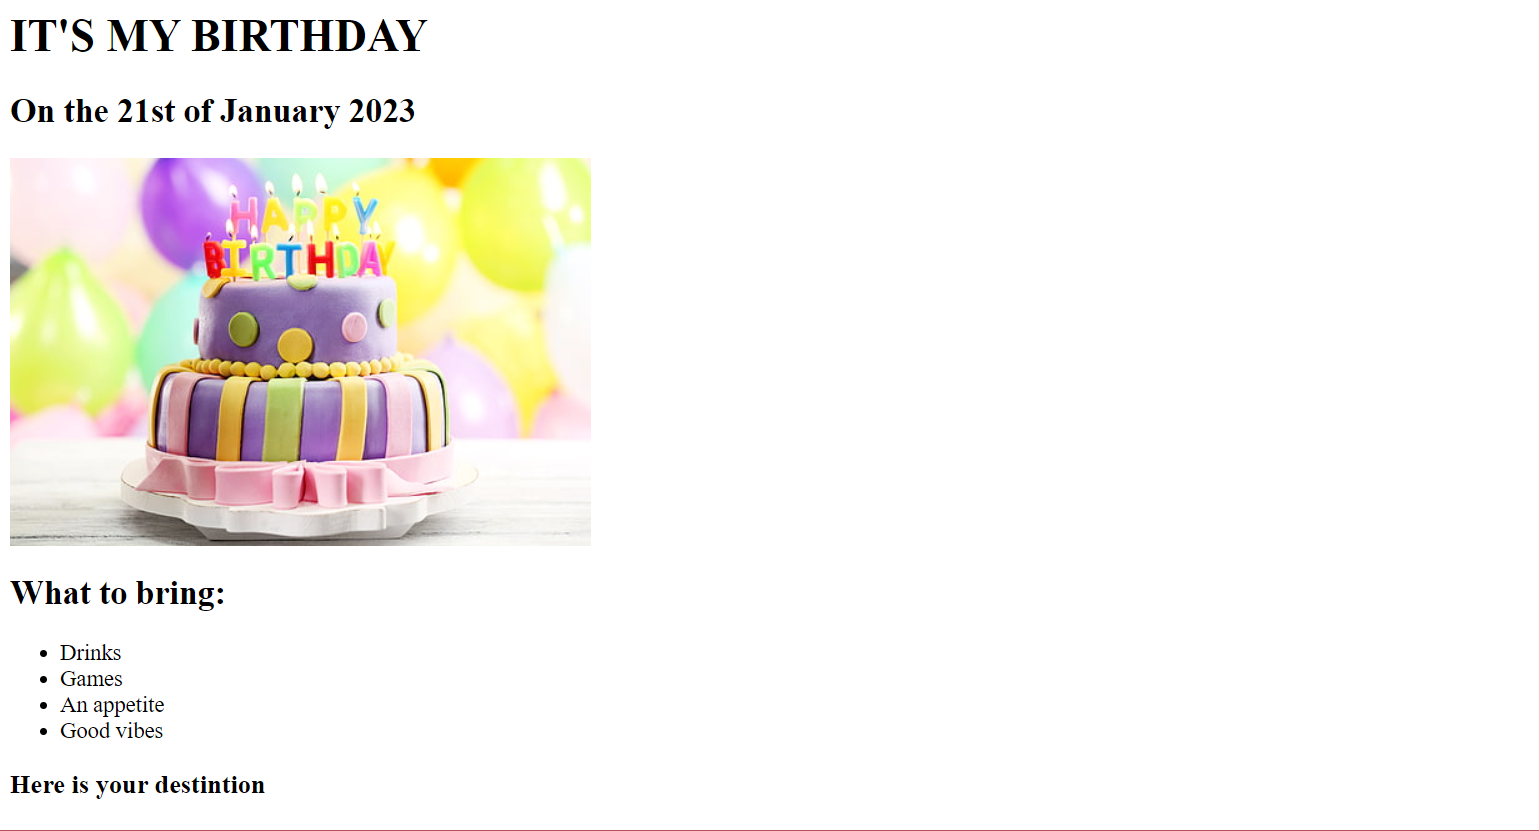 IT'S MY BIRTHDAY
On the 21st of January 2023
HAPPY
BIRTHDAY
What to bring:
Drinks
Games
An appetite
Good vibes
Here is your destintion